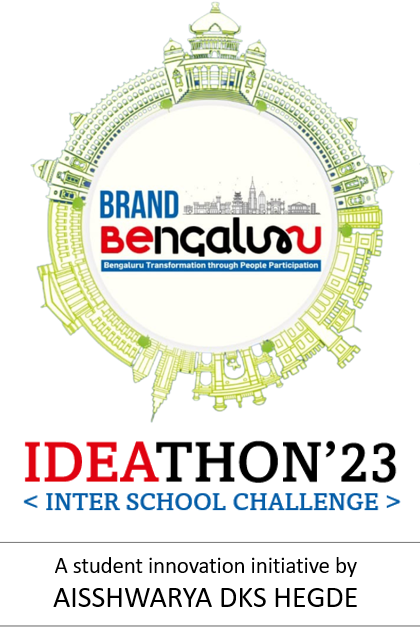 BRAND
BENGALURU
Bengaluru Transformation through People Participation
IDEATHON’23
< INTER SCHOOL CHALLENGE >
A student innovation initiative by
AISSHWARYA DKS HEGDE